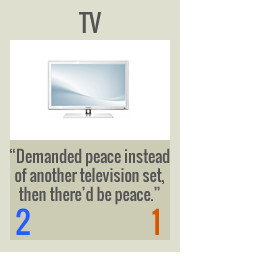 TV
“Demanded peace instead
of another television set,
then there’d be peace.”
2 1